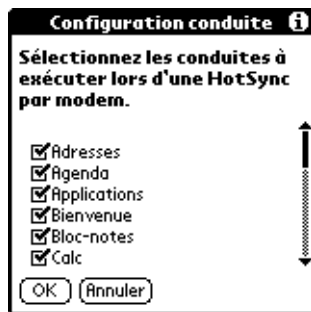 Configuration conduite
Sélectionnez les conduites à
exécuter lors d'une HotSync
par modem.
Adresses
Agenda
Applications
Bienvenue
Bloc-notes
Calc
OK Annuler